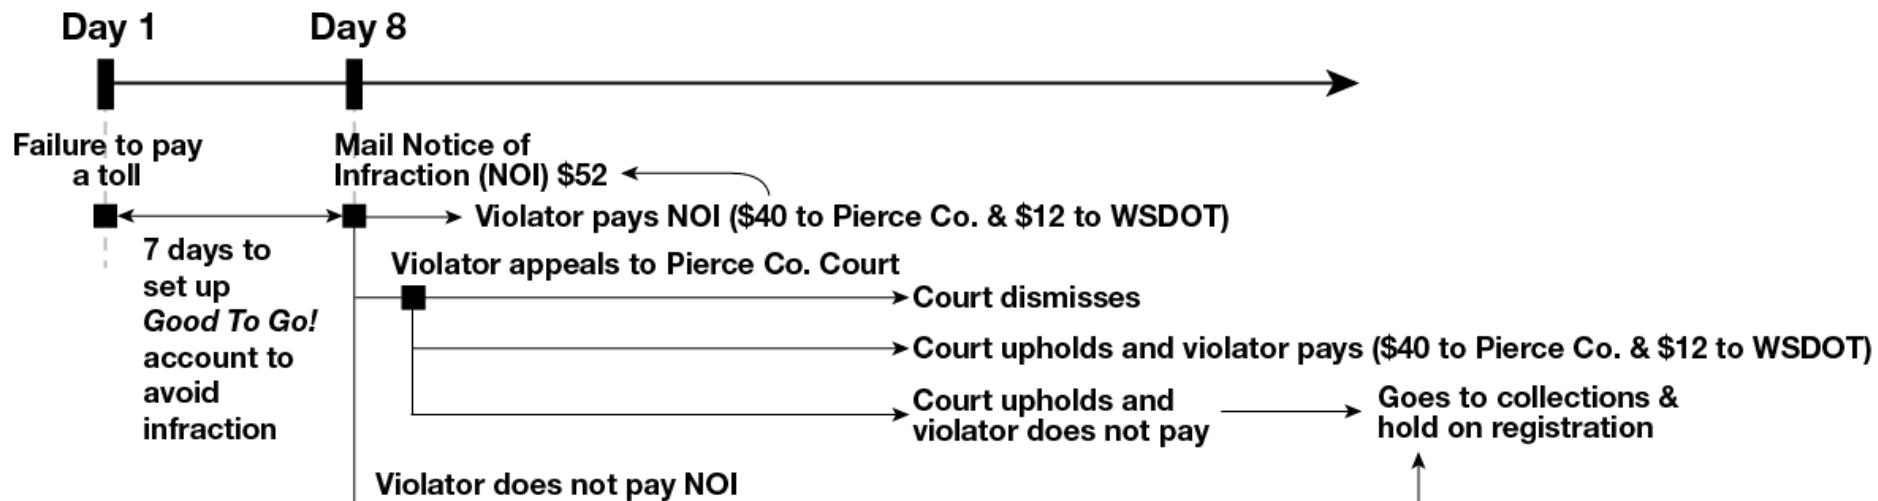 Day 1
Day 8
Failure to pay
a toll
Mail Notice of
Infraction (NOI) $52
Violator pays NOI ($40 to Pierce Co. & $12 to WSDOT)
7 days to
set up
Good To Go!
account to
avoid
infraction
Violator appeals to Pierce Co. Court
Court dismisses
Court upholds and violator pays ($40 to Pierce Co. & $12 to WSDOT)
Court upholds and
violator does not pay
Goes to collections &
hold on registration
Violator does not pay NOI